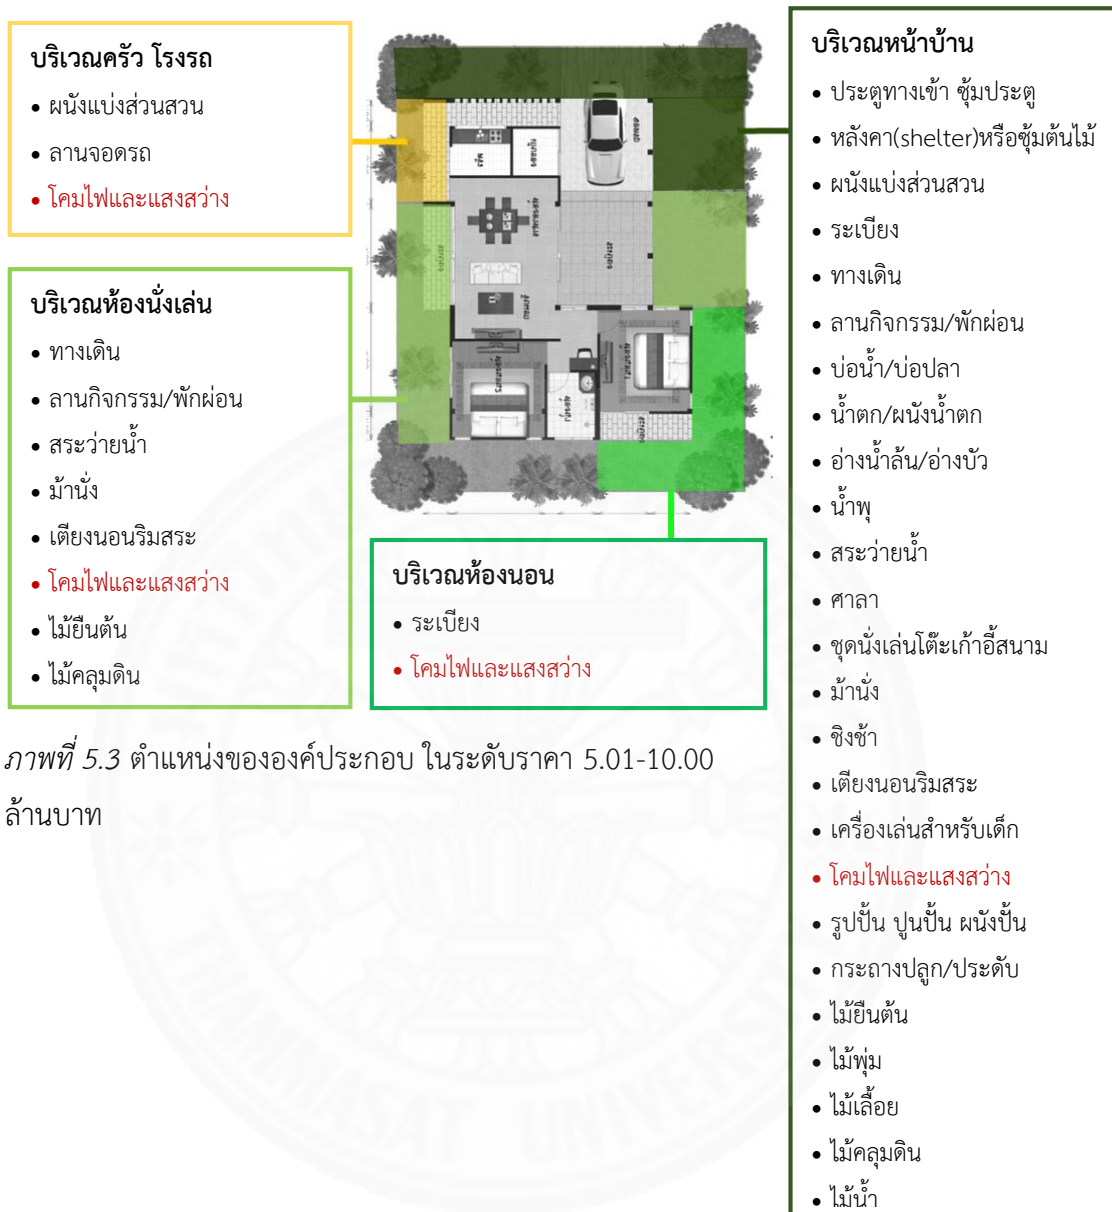 บริเวณครัว โรงรถ
• ผนังแบ่งส่วนสวน
• ลานจอดรถ
• โคมไฟและแสงสว่าง
บริเวณห้องนั่งเล่น
• ทางเดิน
• ลานกิจกรรม/พักผ่อน
• สระว่ายน้ำ
• ม้านั่ง
• เตียงนอนริมสระ
• โคมไฟและแสงสว่าง
• ไม้ยืนต้น
• ไม้คลุมดิน
บริเวณห้องนอน
• ระเบียง
• โคมไฟและแสงสว่าง
บริเวณหน้าบ้าน
• ประตูทางเข้า ซุ้มประตู
• หลังคา(shelter)หรือซุ้มต้นไม้
• ผนังแบ่งส่วนสวน
• ระเบียง
• ทางเดิน
• ลานกิจกรรม/พักผ่อน
• บ่อน้ำ/บ่อปลา
• น้ำตก/ผนังน้ำตก
• อ่างน้ำล้น/อ่างบัว
• น้ำพุ
• สระว่ายน้ำ
• ศาลา
• ชุดนั่งเล่นโต๊ะเก้าอี้สนาม
• ม้านั่ง
• ชิงช้า
• เตียงนอนริมสระ
• เครื่องเล่นสำหรับเด็ก
• โคมไฟและแสงสว่าง
• รูปปั้น ปูนปั้น ผนังปั้น
• กระถางปลูก/ประดับ
• ไม้ยืนต้น
• ไม้พุ่ม
• ไม้เลื้อย
• ไม้คลุมดิน
• ไม้น้ำ
ภาพที่ 5.3 ตำแหน่งขององค์ประกอบ ในระดับราคา 5.01-10.00
ล้านบาท
THAMMASAT UNIVERSITY